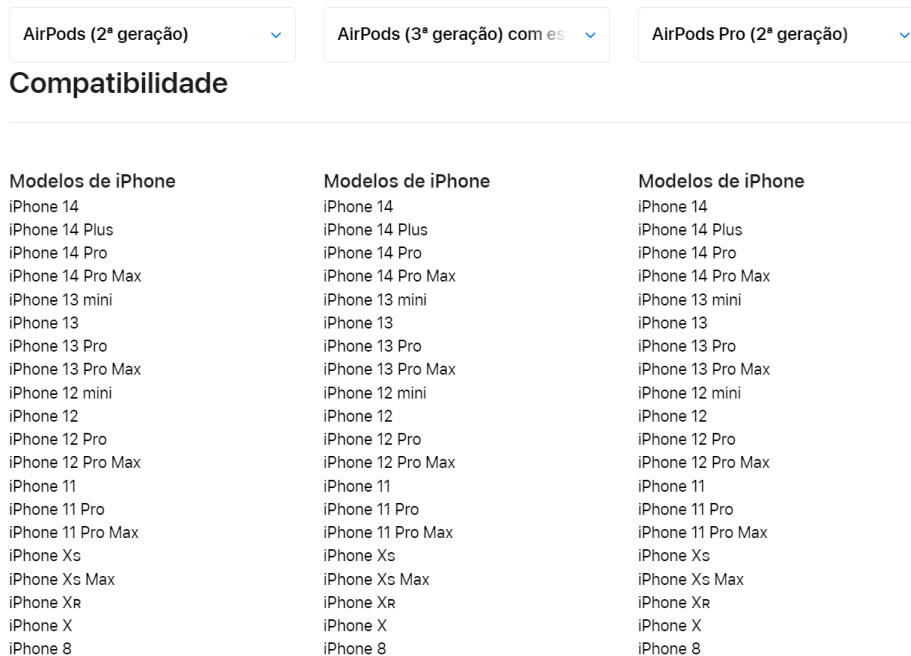 AirPods (2ª geração)
AirPods (3ª geração) com es
AirPods Pro (2ª geração)
Compatibilidade
Modelos de iPhone
iPhone 14
iPhone 14 Plus
iPhone 14 Pro
iPhone 14 Pro Max
iPhone 13 mini
iPhone 13
iPhone 13 Pro
iPhone 13 Pro Max
iPhone 12 mini
iPhone 12
iPhone 12 Pro
iPhone 12 Pro Max
iPhone 11
iPhone 11 Pro
iPhone 11 Pro Max
iPhone Xs
iPhone Xs Max
iPhone XR
iPhone X
iPhone 8
Modelos de iPhone
iPhone 14
iPhone 14 Plus
iPhone 14 Pro
iPhone 14 Pro Max
iPhone 13 mini
iPhone 13
iPhone 13 Pro
iPhone 13 Pro Max
iPhone 12 mini
iPhone 12
iPhone 12 Pro
iPhone 12 Pro Max
iPhone 11
iPhone 11 Pro
iPhone 11 Pro Max
iPhone Xs
iPhone Xs Max
iPhone XR
iPhone X
iPhone 8
Modelos de iPhone
iPhone 14
iPhone 14 Plus
iPhone 14 Pro
iPhone 14 Pro Max
iPhone 13 mini
iPhone 13
iPhone 13 Pro
iPhone 13 Pro Max
iPhone 12 mini
iPhone 12
iPhone 12 Pro
iPhone 12 Pro Max
iPhone 11
iPhone 11 Pro
iPhone 11 Pro Max
iPhone Xs
iPhone Xs Max
iPhone XR
iPhone X
iPhone 8